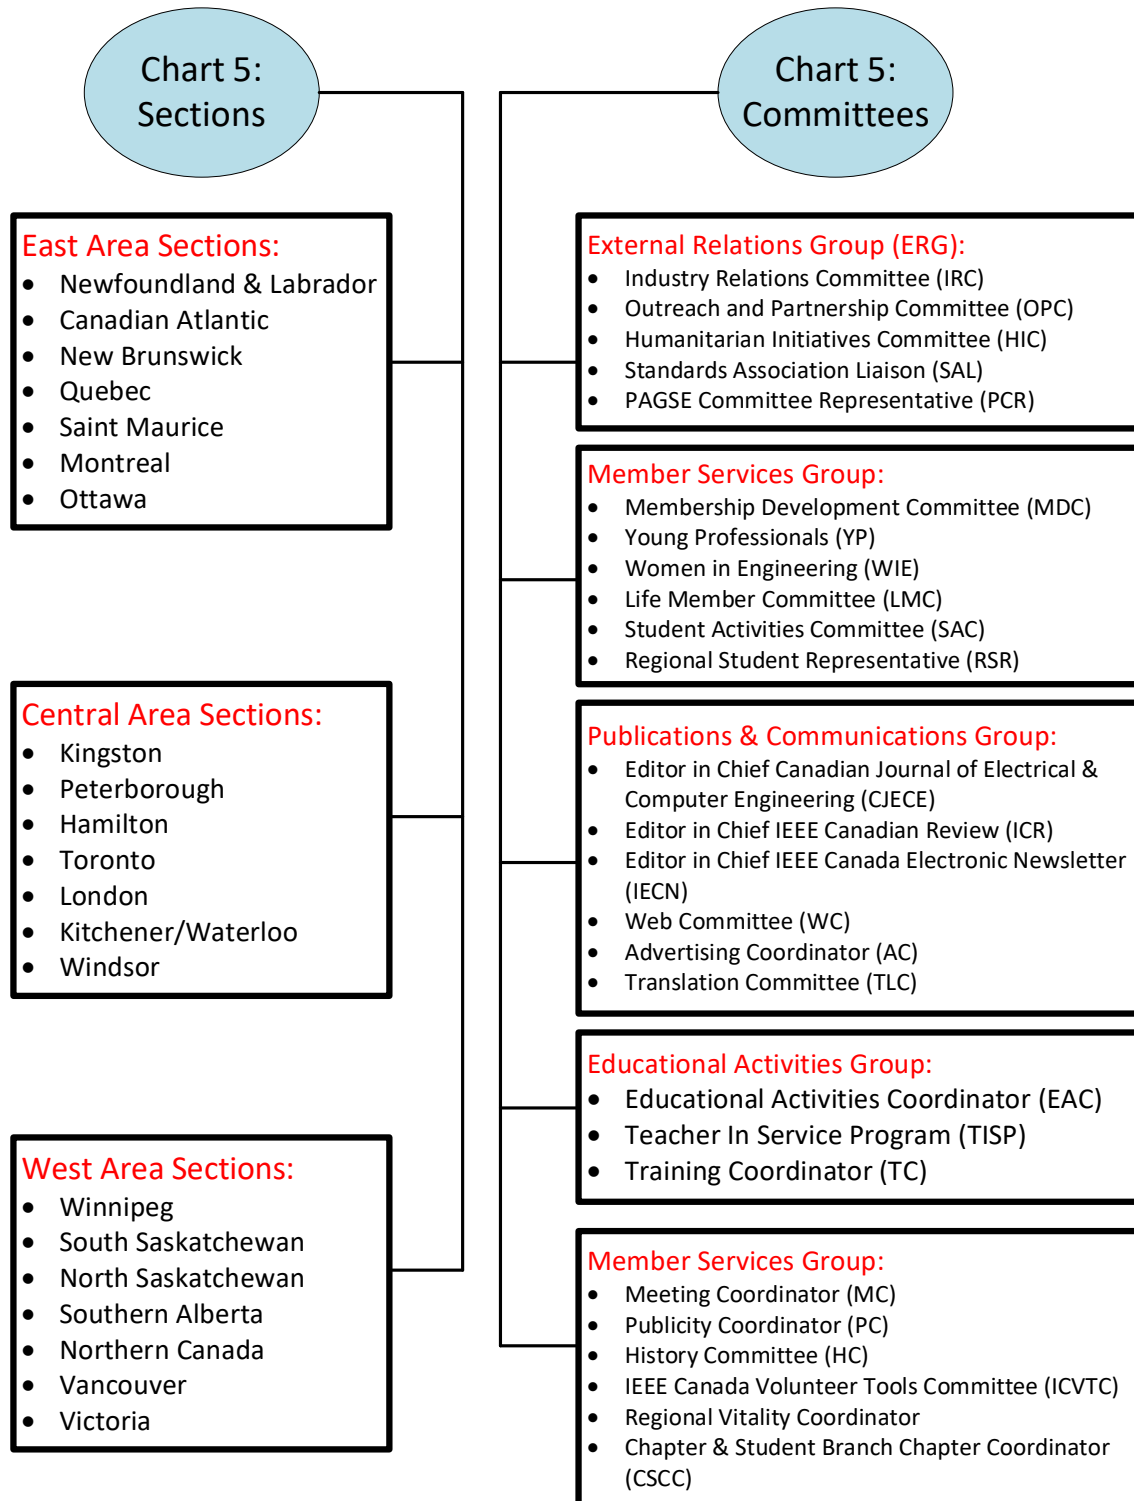 Chart 5:
Sections
East Area Sections:
• Newfoundland & Labrador
• Canadian Atlantic
• New Brunswick
• Quebec
• Saint Maurice
• Montreal
• Ottawa
Central Area Sections:
• Kingston
• Peterborough
• Hamilton
• Toronto
• London
• Kitchener/Waterloo
• Windsor
West Area Sections:
• Winnipeg
• South Saskatchewan
• North Saskatchewan
• Southern Alberta
• Northern Canada
• Vancouver
• Victoria
Chart 5:
Committees
External Relations Group (ERG):
• Industry Relations Committee (IRC)
• Outreach and Partnership Committee (OPC)
• Humanitarian Initiatives Committee (HIC)
• Standards Association Liaison (SAL)
• PAGSE Committee Representative (PCR)
Member Services Group:
• Membership Development Committee (MDC)
• Young Professionals (YP)
• Women in Engineering (WIE)
• Life Member Committee (LMC)
• Student Activities Committee (SAC)
• Regional Student Representative (RSR)
Publications & Communications Group:
• Editor in Chief Canadian Journal of Electrical &
Computer Engineering (CJECE)
• Editor in Chief IEEE Canadian Review (ICR)
• Editor in Chief IEEE Canada Electronic Newsletter
(IECN)
• Web Committee (WC)
• Advertising Coordinator (AC)
• Translation Committee (TLC)
Educational Activities Group:
• Educational Activities Coordinator (EAC)
• Teacher In Service Program (TISP)
• Training Coordinator (TC)
Member Services Group:
• Meeting Coordinator (MC)
• Publicity Coordinator (PC)
• History Committee (HC)
• IEEE Canada Volunteer Tools Committee (ICVTC)
• Regional Vitality Coordinator
• Chapter & Student Branch Chapter Coordinator
(CSCC)